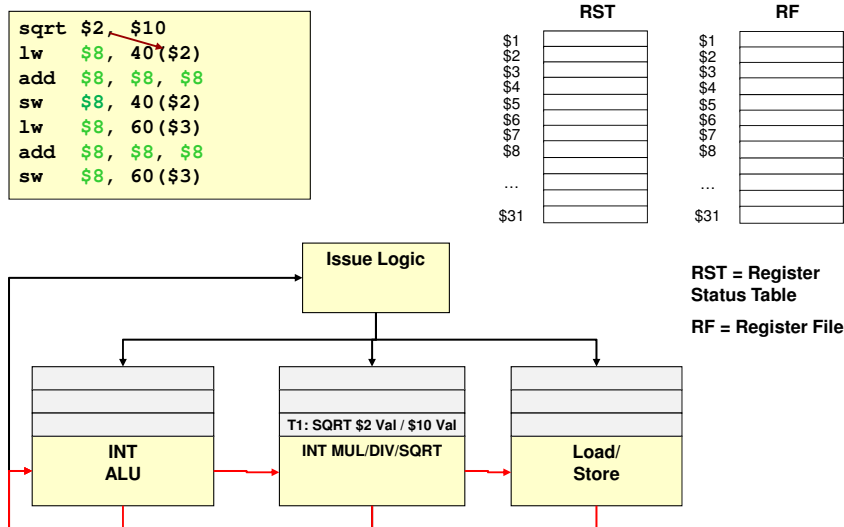 sqrt $2, $10
lw $8, 40($2)
add $8, $8, $8
sw $8, 40($2)
lw $8, 60($3)
add $8, $8, $8
sw $8, 60($3)
RST
$1
$2
$3
$4
$5
$6
$7
$8
...
$31
RF
$1
$2
$3
$4
$5
$6
$7
$8
...
$31
RST = Register
Status Table
RF = Register File
Issue Logic
T1: SQRT $2 Val / $10 Val
INT
ALU
INT MUL/DIV/SQRT
Load/
Store